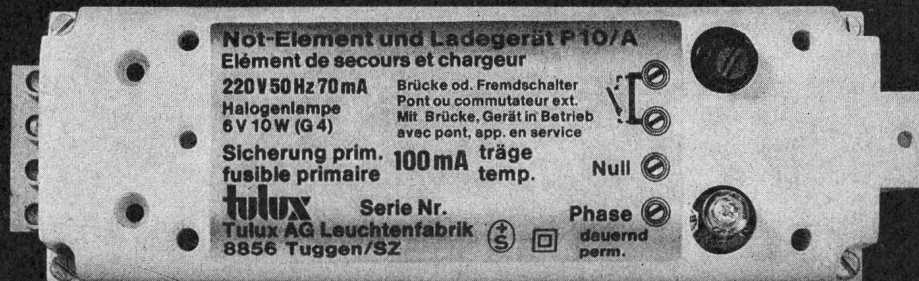 Not-Element und Ladegerät P10/A
Elément de secours et chargeur
220 V 50 Hz 70 mA
Halogenlampe
6 V 10 W (G 4)
Brücke od. Fremdschalter
Pont ou commutateur ext.
Mit Brücke, Gerät in Betrieb
avec pont, app. en service
Sicherung prim. 100 mA träge
fusible primaire temp.
Null
tulux Serie Nr.
Phase
Tulux AG Leuchtenfabrik
8856 Tuggen/SZ
+
S
dauernd
perm.